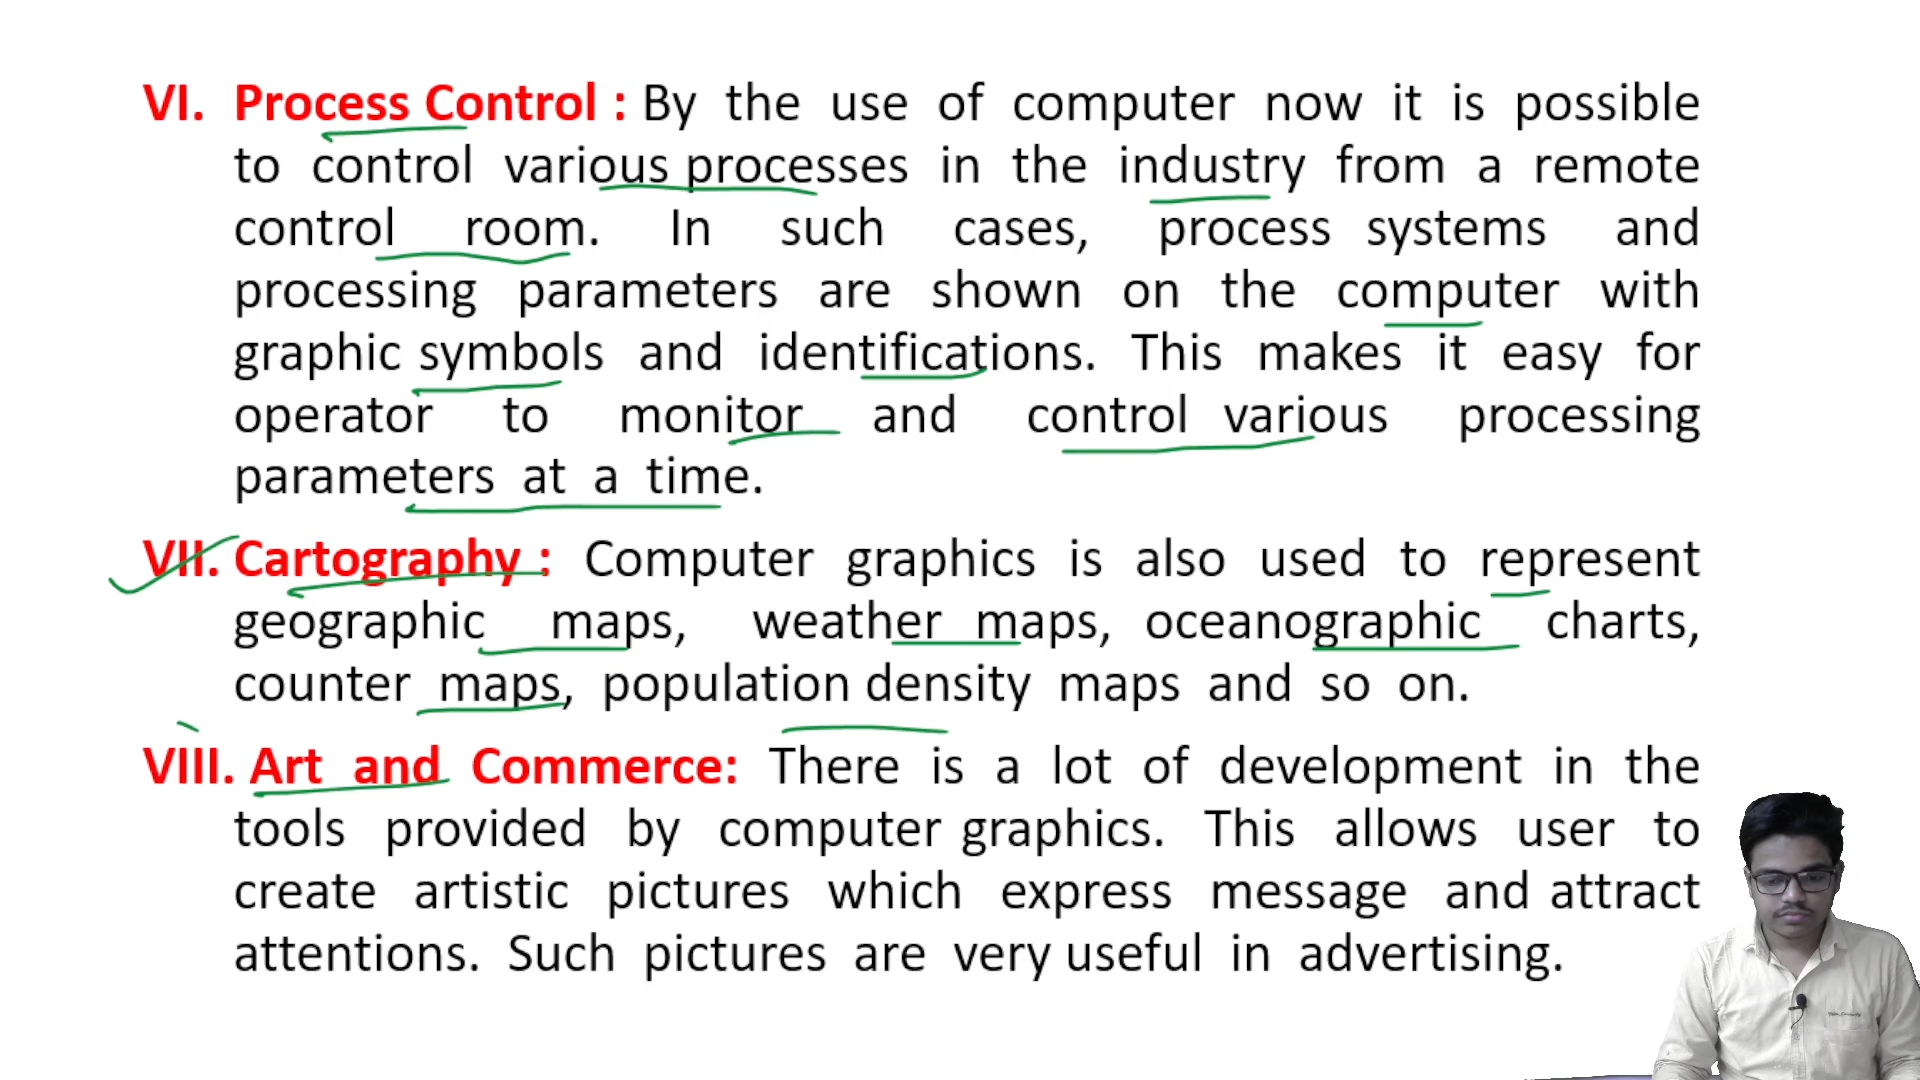 VI. Process Control : By the use of computer now it is possible
to control various processes in the industry from a remote
control room. In such cases, process systems and
processing parameters are shown on the computer with
graphic symbols and identifications. This makes it easy for
operator to monitor and control various processing
parameters at a time.
VII. Cartography : Computer graphics is also used to represent
geographic maps, weather maps, oceanographic charts,
counter maps, population density maps and so on.
VIII. Art and Commerce: There is a lot of development in the
tools provided by computer graphics. This allows user to
create artistic pictures which express message and attract
attentions. Such pictures are very useful in advertising.